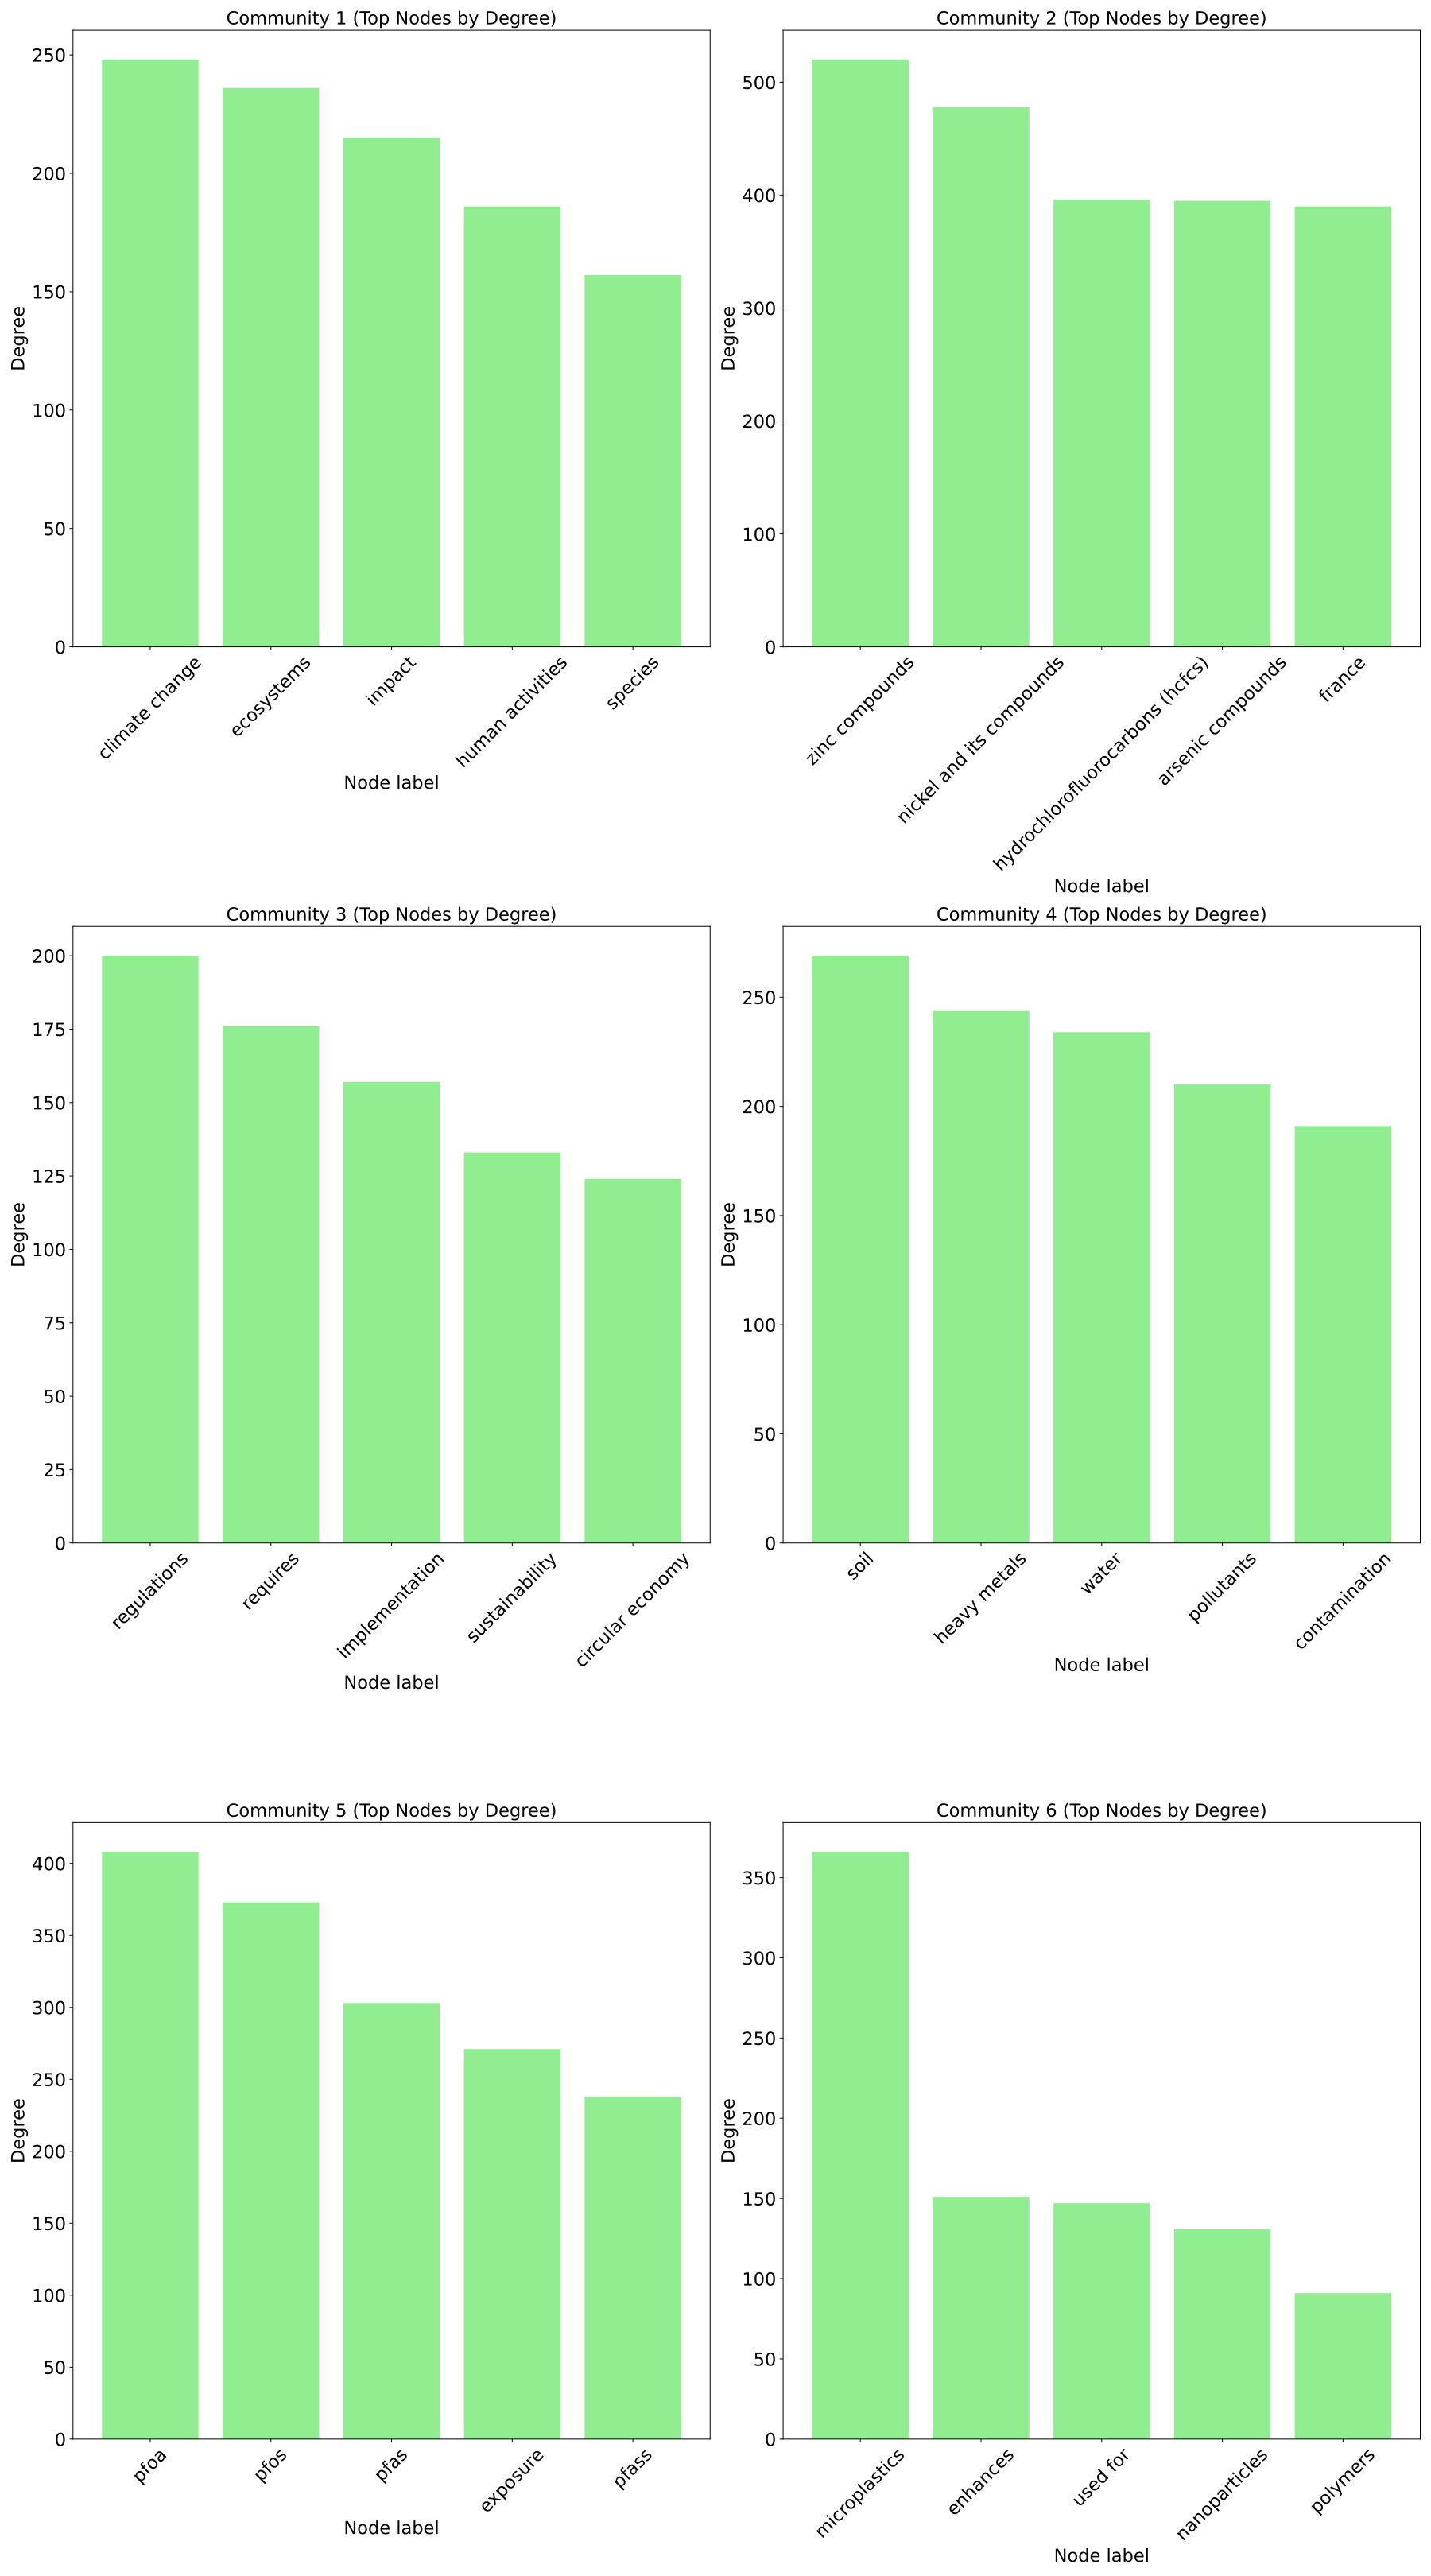 Community 1 (Top Nodes by Degree)
Degree
250
200
150
100
50
0
climate change
ecosystems
impact
human activities
species
Node label
Community 2 (Top Nodes by Degree)
Degree
500
400
300
200
100
0
zinc compounds
nickel and its compounds
hydrochlorofluorocarbons (hcfcs)
arsenic compounds
france
Node label
Community 3 (Top Nodes by Degree)
Degree
200
175
150
125
100
75
50
25
0
regulations
requires
implementation
sustainability
circular economy
Node label
Community 4 (Top Nodes by Degree)
Degree
250
200
150
100
50
0
soil
heavy metals
water
pollutants
contamination
Node label
Community 5 (Top Nodes by Degree)
Degree
400
350
300
250
200
150
100
50
0
pfoa
pfos
pfas
exposure
pfass
Node label
Community 6 (Top Nodes by Degree)
Degree
350
300
250
200
150
100
50
0
microplastics
enhances
used for
nanoparticles
polymers
Node label